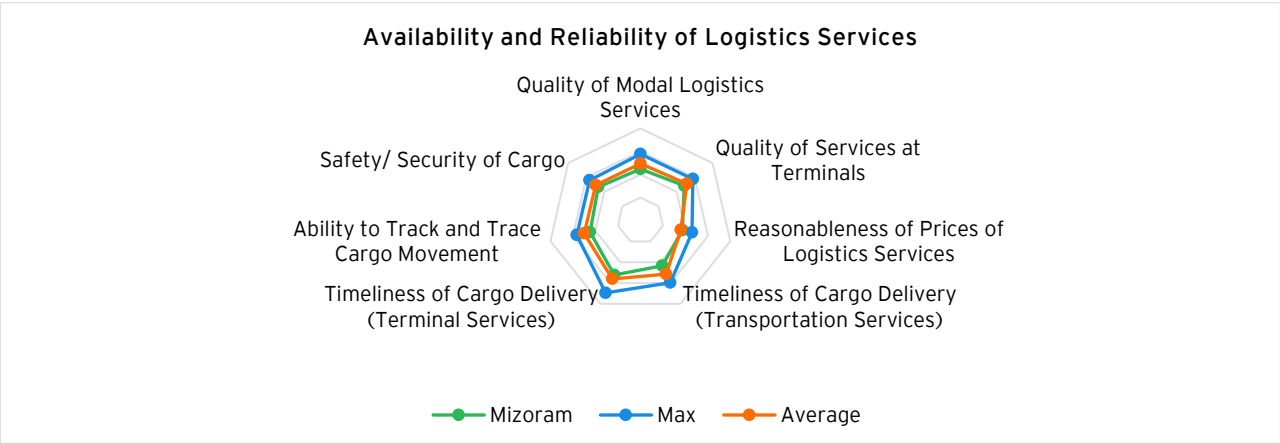 Availability and Reliability of Logistics Services
Quality of Modal Logistics
Services
Quality of Services at
Terminals
Reasonableness of Prices of
Logistics Services
Timeliness of Cargo Delivery
(Transportation Services)
Timeliness of Cargo Delivery
(Terminal Services)
Ability to Track and Trace
Cargo Movement
Safety/ Security of Cargo
Mizoram
Max
Average